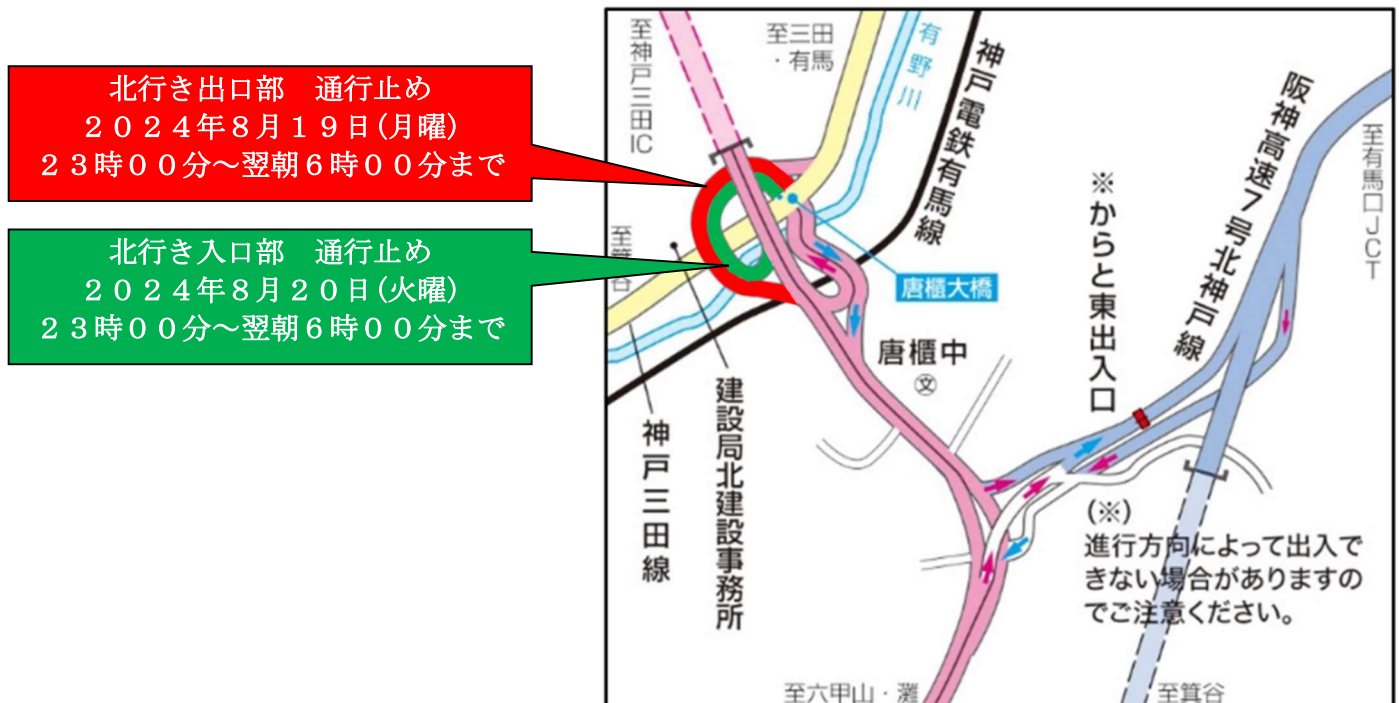 北行き出口部　通行止め
２０２４年８月１９日(月曜)
２３時００分～翌朝６時００分まで
北行き入口部　通行止め
２０２４年８月２０日(火曜)
２３時００分～翌朝６時００分まで
至神戸三田IC
至三田
・有馬
有野川
神戸電鉄有馬線
阪神高速7号北神戸線
至有馬口JCT
※からと東出入口
至箕谷
唐櫃大橋
唐櫃中
文
建設局北建設事務所
神戸三田線
(※)
進行方向によって出入で
きない場合がありますの
でご注意ください。
至六甲山・灘
至箕谷